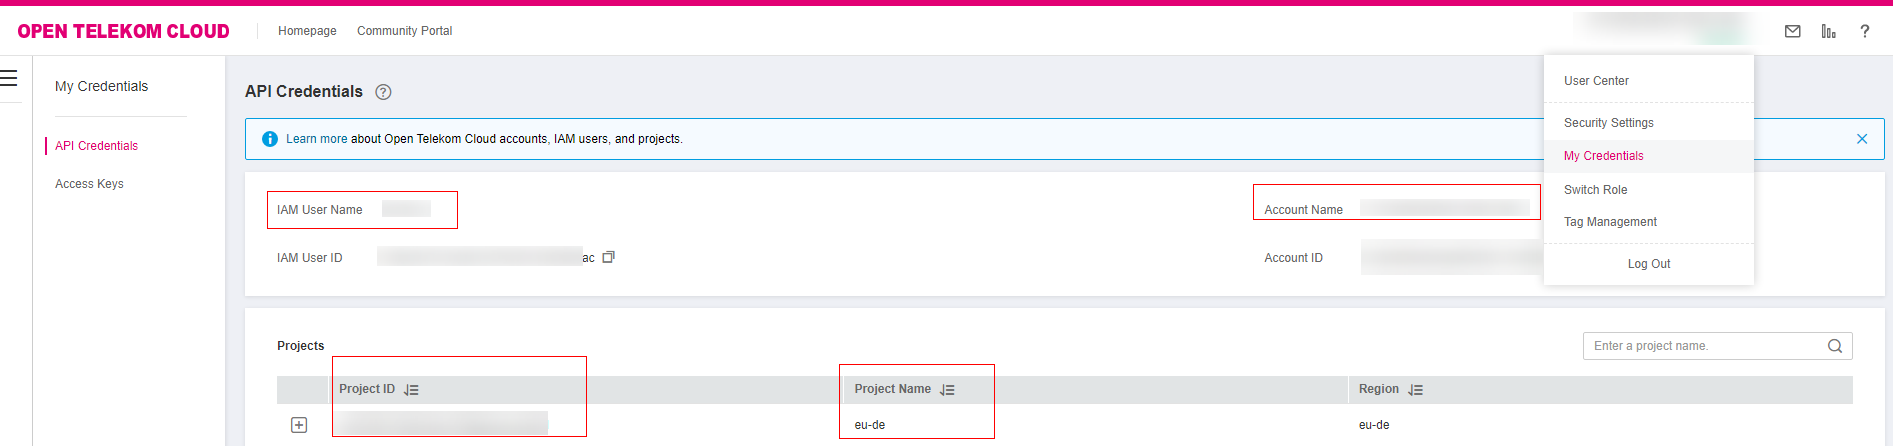 OPEN TELEKOM CLOUD Homepage Community Portal ?
My Credentials
API Credentials
Access Keys
API Credentials ?
Learn more about Open Telekom Cloud accounts, IAM users, and projects.
IAM User Name
Account Name
IAM User ID ac
Account ID
User Center
Security Settings
My Credentials
Switch Role
Tag Management
Log Out
Projects
Enter a project name.
Project ID Project Name Region
eu-de eu-de